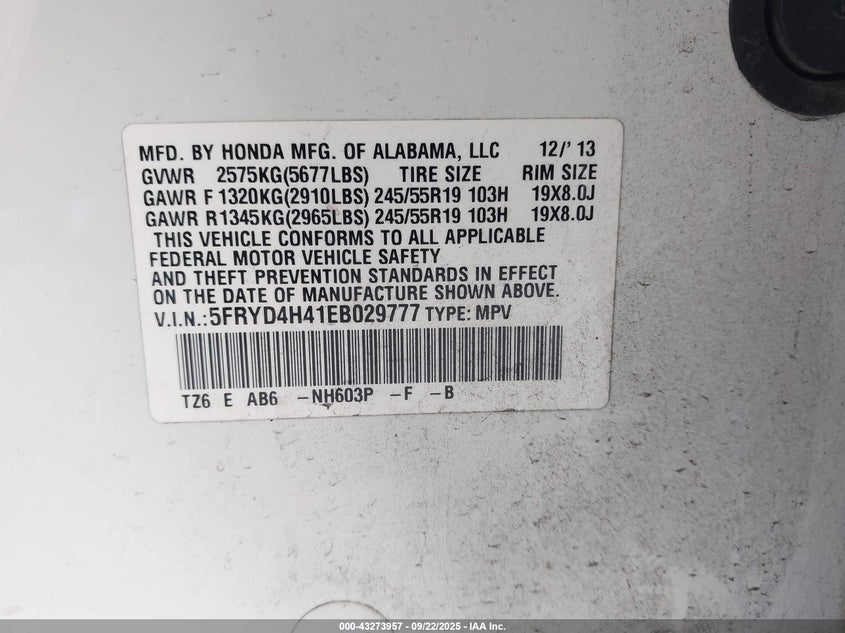 MFD. BY HONDA MFG. OF ALABAMA, LLC 12/' 13
GVWR 2575KG(5677LBS) TIRE SIZE RIM SIZE
GAWR F 1320KG(2910LBS) 245/55R19 103H 19X8.0J
GAWR R1345KG(2965LBS) 245/55R19 103H 19X8.0J
THIS VEHICLE CONFORMS TO ALL APPLICABLE
FEDERAL MOTOR VEHICLE SAFETY
AND THEFT PREVENTION STANDARDS IN EFFECT
ON THE DATE OF MANUFACTURE SHOWN ABOVE.
V.I.N.:5FRYD4H41EB029777 TYPE: MPV
TZ6 E AB6 -NH603P -F -B
000-43273957 - 09/22/2025 - IAA Inc.